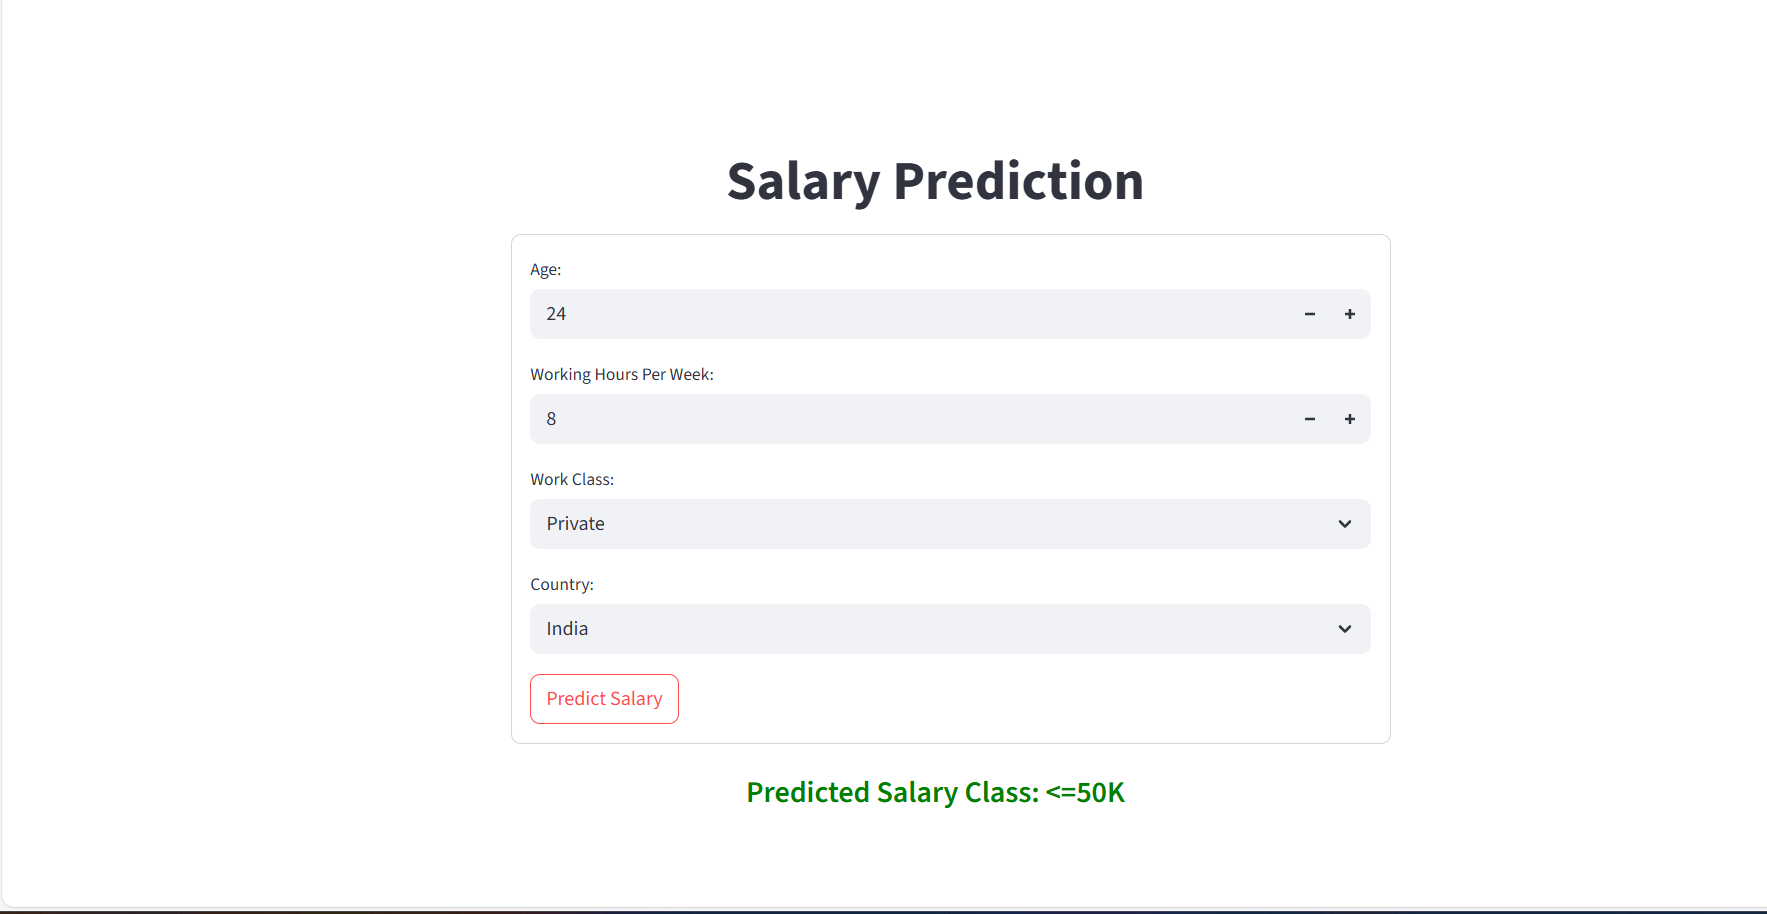 Salary Prediction
Age:
24
Working Hours Per Week:
8
Work Class:
Private
Country:
India
Predict Salary
Predicted Salary Class: <=50K